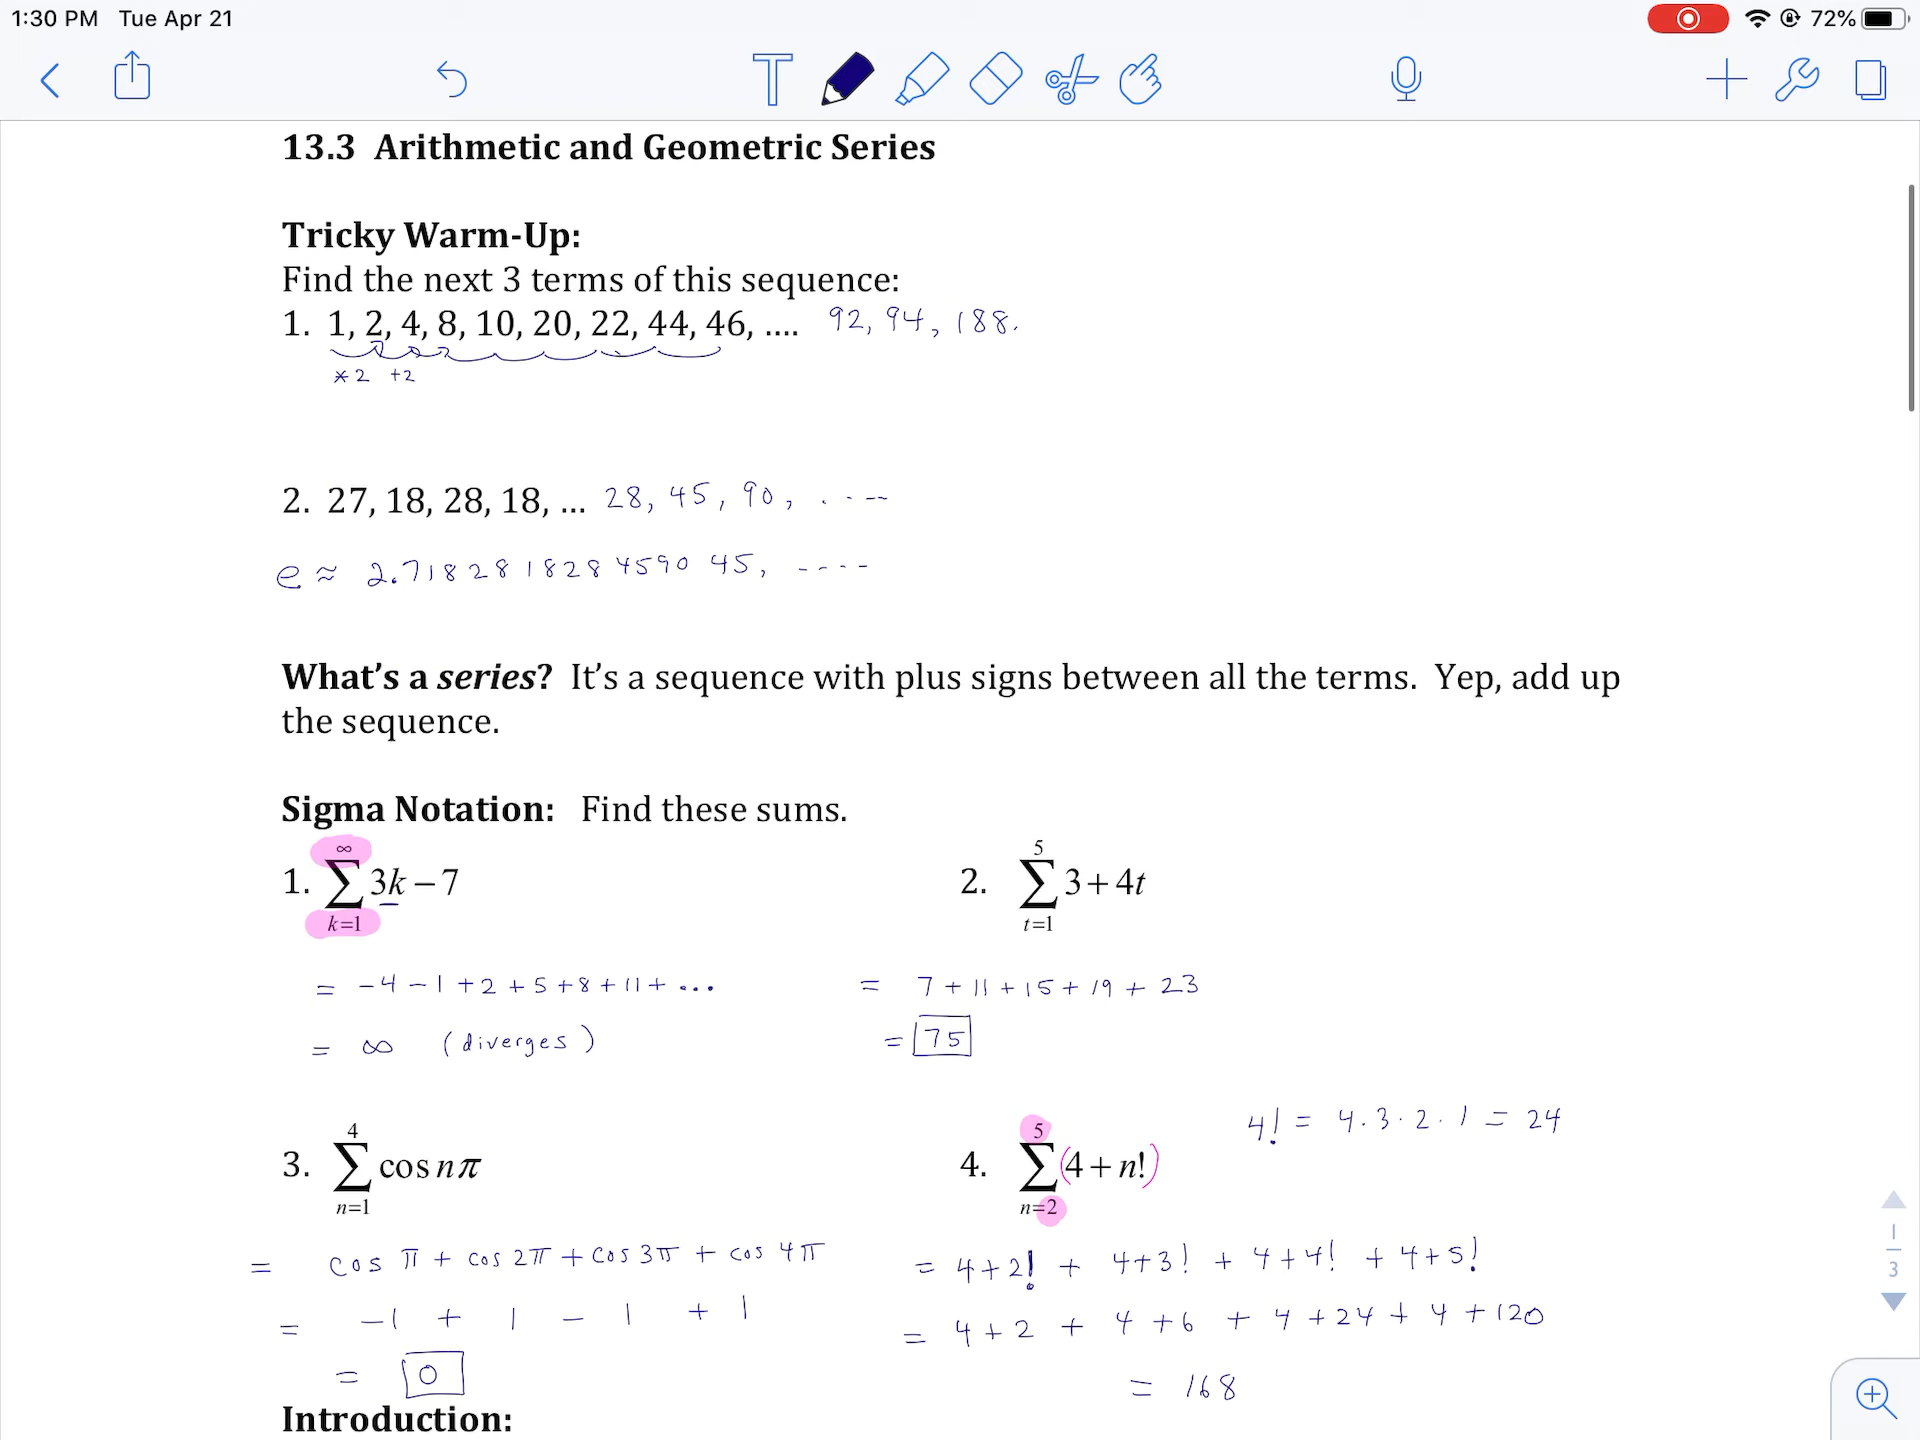 1:30 PM Tue Apr 21 72%
T
13.3 Arithmetic and Geometric Series
Tricky Warm-Up:
Find the next 3 terms of this sequence:
1. 1, 2, 4, 8, 10, 20, 22, 44, 46, .... 92, 94, 188.
*2 +2
2. 27, 18, 28, 18, ... 28, 45, 90, . - --
e ≈ 2.718281828459045, ----
What's a series? It's a sequence with plus signs between all the terms. Yep, add up
the sequence.
Sigma Notation: Find these sums.
1. ∞ ∑ k=1 3k – 7
2. 5 ∑ t=1 3 + 4t
= -4 -1 +2 +5 +8 +11+ ...
= 7 + 11 + 15 + 19 + 23
= ∞ (diverges)
= 75
3. 4 ∑ n=1 cos nπ
4. 5 ∑ n=2 (4 + n!)
4! = 4.3.2.1 = 24
= cos π + cos 2π + cos 3π + cos 4π
= 4+2! + 4+3! + 4+4! + 4+5!
= -1 + 1 - 1 + 1
= 4+2 + 4+6 + 4+24 + 4+120
= 0
= 168
1
3
Introduction: